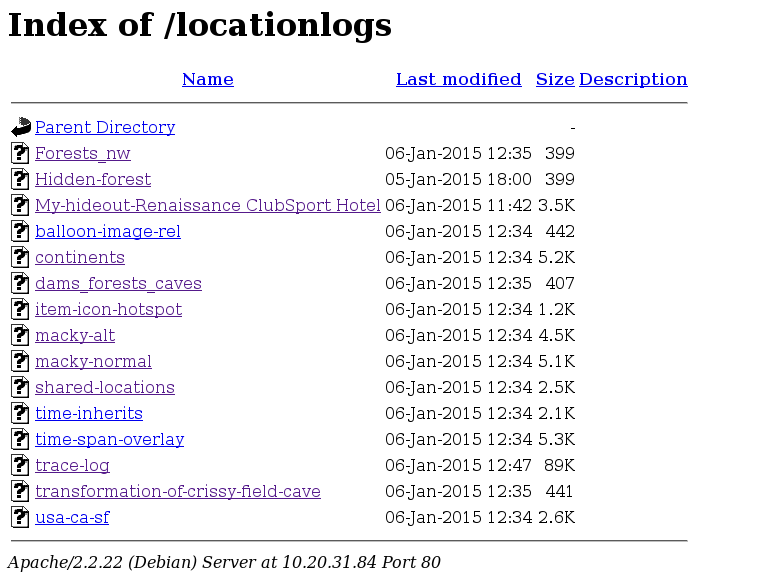 Index of /locationlogs
Name Last modified Size Description
Parent Directory -
Forests_nw 06-Jan-2015 12:35 399
Hidden-forest 05-Jan-2015 18:00 399
My-hideout-Renaissance ClubSport Hotel 06-Jan-2015 11:42 3.5K
balloon-image-rel 06-Jan-2015 12:34 442
continents 06-Jan-2015 12:34 5.2K
dams_forests_caves 06-Jan-2015 12:35 407
item-icon-hotspot 06-Jan-2015 12:34 1.2K
macky-alt 06-Jan-2015 12:34 4.5K
macky-normal 06-Jan-2015 12:34 5.1K
shared-locations 06-Jan-2015 12:34 2.5K
time-inherits 06-Jan-2015 12:34 2.1K
time-span-overlay 06-Jan-2015 12:34 5.3K
trace-log 06-Jan-2015 12:47 89K
transformation-of-crissy-field-cave 06-Jan-2015 12:35 441
usa-ca-sf 06-Jan-2015 12:34 2.6K
Apache/2.2.22 (Debian) Server at 10.20.31.84 Port 80